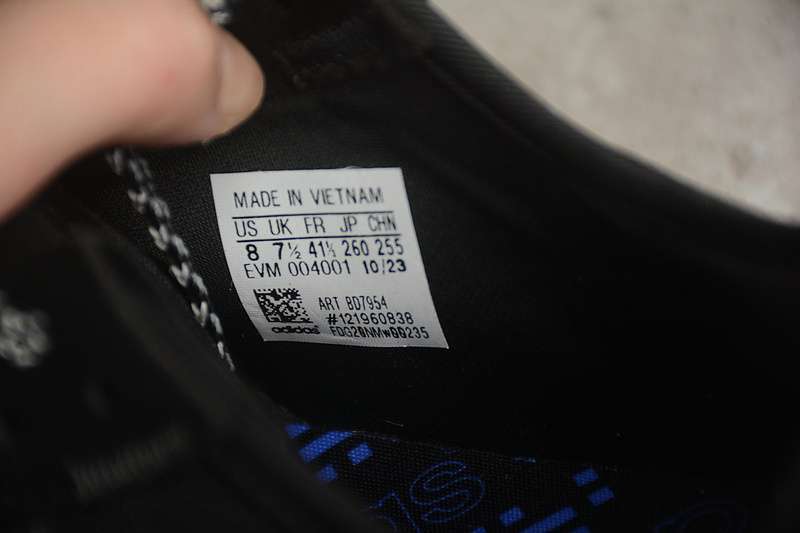 MADE IN VIETNAM
US UK FR JP CHN
8 7½ 41⅓ 260 255
EVM 004001 10/23
ART BD7954
#121960838
adidas FDG20NMW00235